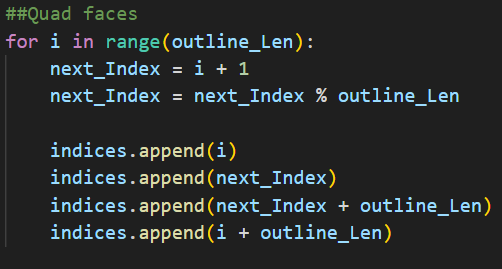 ##Quad faces
for i in range(outline_Len):
    next_Index = i + 1
    next_Index = next_Index % outline_Len

    indices.append(i)
    indices.append(next_Index)
    indices.append(next_Index + outline_Len)
    indices.append(i + outline_Len)